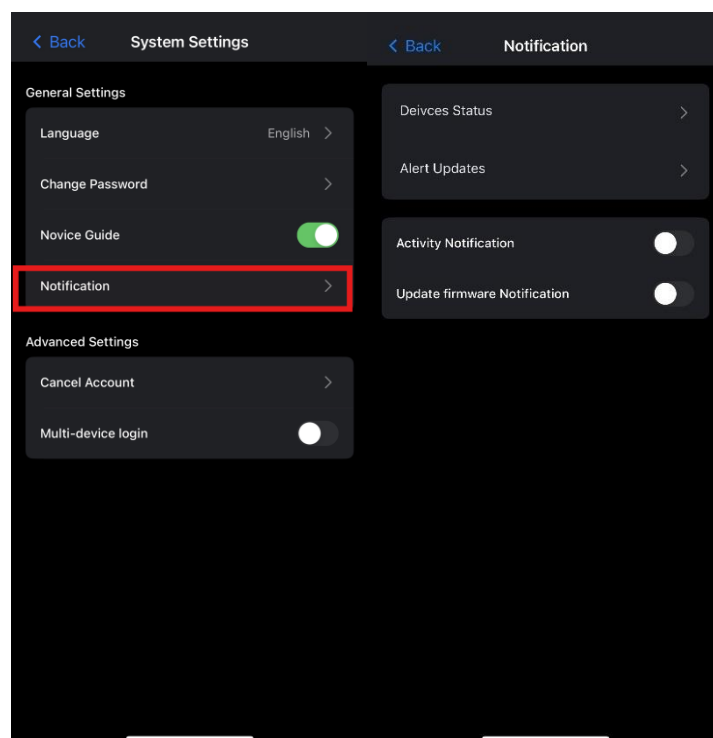 Back System Settings
General Settings
Language English
Change Password
Novice Guide
Notification
Advanced Settings
Cancel Account
Multi-device login
Back Notification
Deivces Status
Alert Updates
Activity Notification
Update firmware Notification